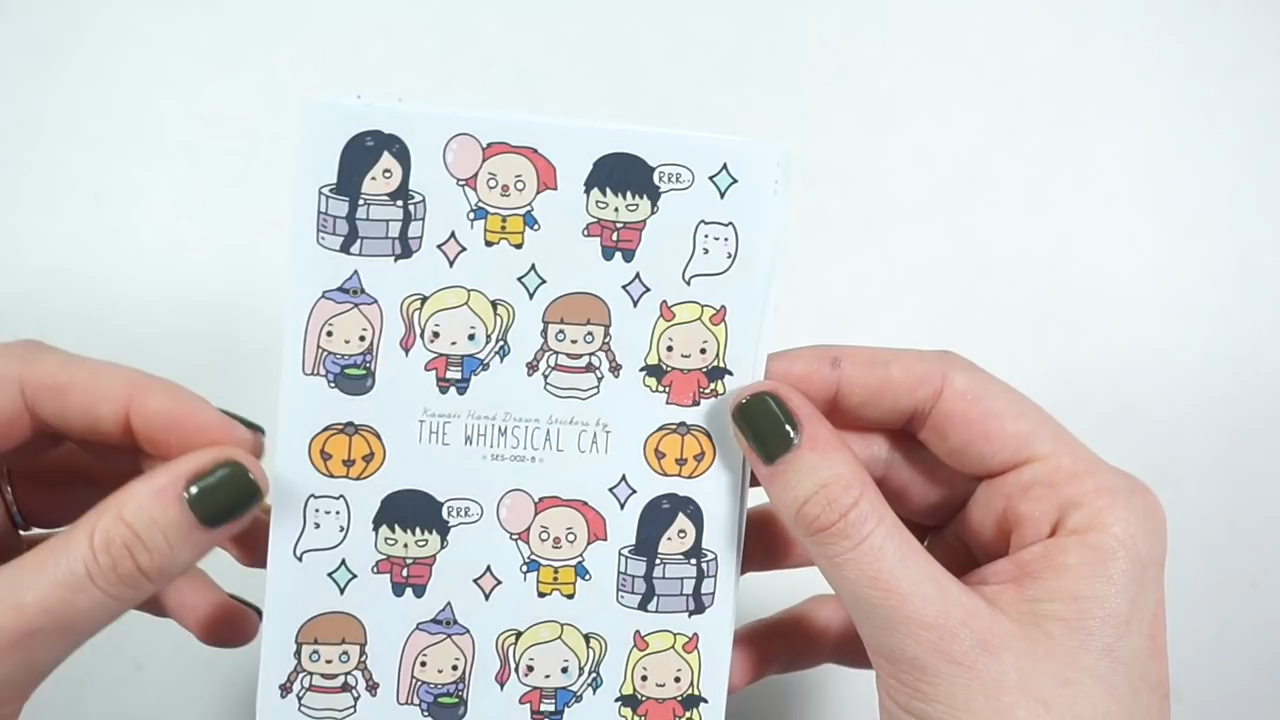 RRR..
Kawaii Hand Drawn Stickers by
THE WHIMSICAL CAT
SES-002-B
RRR..